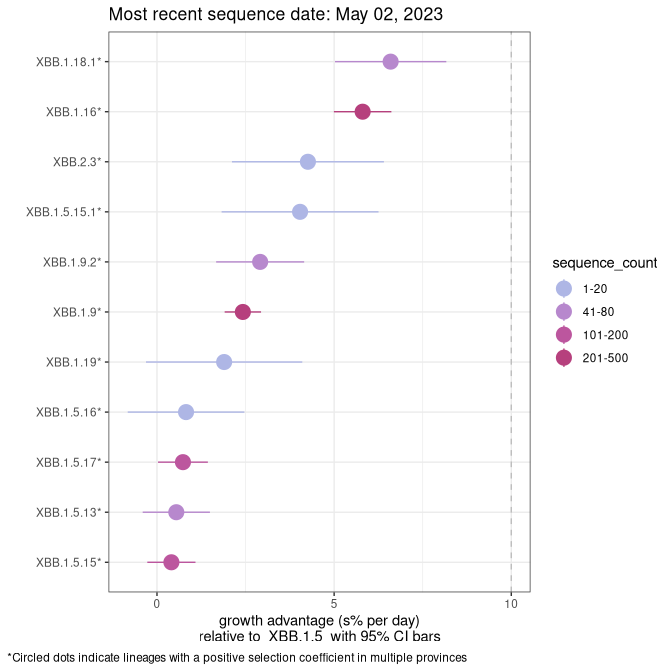 Most recent sequence date: May 02, 2023
XBB.1.18.1*
XBB.1.16*
XBB.2.3*
XBB.1.5.15.1*
XBB.1.9.2*
XBB.1.9*
XBB.1.19*
XBB.1.5.16*
XBB.1.5.17*
XBB.1.5.13*
XBB.1.5.15*
0 5 10
growth advantage (s% per day)
relative to XBB.1.5 with 95% CI bars
sequence_count
1-20
41-80
101-200
201-500
*Circled dots indicate lineages with a positive selection coefficient in multiple provinces